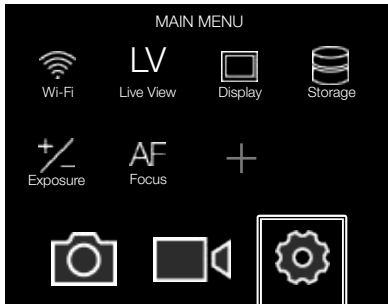 MAIN MENU
LV
Wi-Fi Live View Display Storage
AF
Exposure Focus